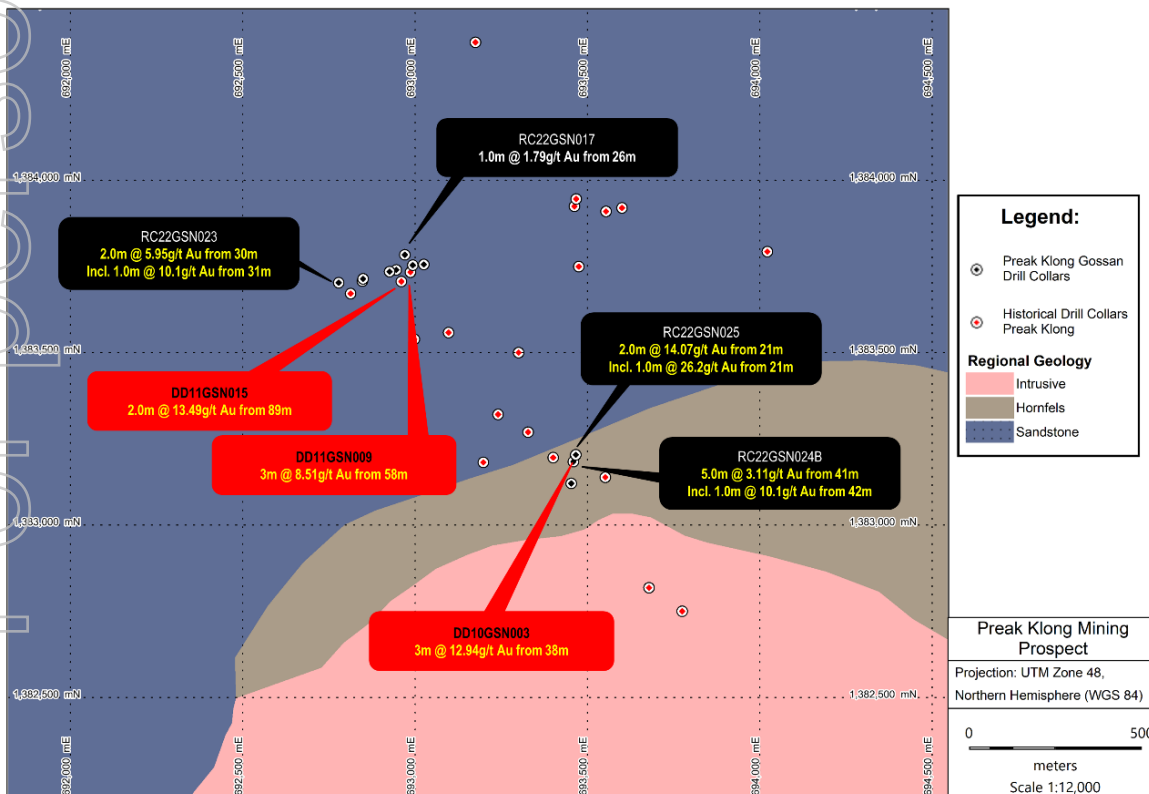 692,000 mE
692,500 mE
693,000 mE
693,500 mE
694,000 mE
694,500 mE
RC22GSN017
1.0m @ 1.79g/t Au from 26m
1,384,000 mN
1,384,000 mN
RC22GSN023
2.0m @ 5.95g/t Au from 30m
Incl. 1.0m @ 10.1g/t Au from 31m
RC22GSN025
2.0m @ 14.07g/t Au from 21m
Incl. 1.0m @ 26.2g/t Au from 21m
1,383,500 mN
1,383,500 mN
DD11GSN015
2.0m @ 13.49g/t Au from 89m
DD11GSN009
3m @ 8.51g/t Au from 58m
RC22GSN024B
5.0m @ 3.11g/t Au from 41m
Incl. 1.0m @ 10.1g/t Au from 42m
1,383,000 mN
1,383,000 mN
DD10GSN003
3m @ 12.94g/t Au from 38m
1,382,500 mN
1,382,500 mN
692,000 mE
692,500 mE
693,000 mE
693,500 mE
694,000 mE
694,500 mE
Legend:
Preak Klong Gossan
Drill Collars
Historical Drill Collars
Preak Klong
Regional Geology
Intrusive
Hornfels
Sandstone
Preak Klong Mining
Prospect
Projection: UTM Zone 48,
Northern Hemisphere (WGS 84)
0
500
meters
Scale 1:12,000